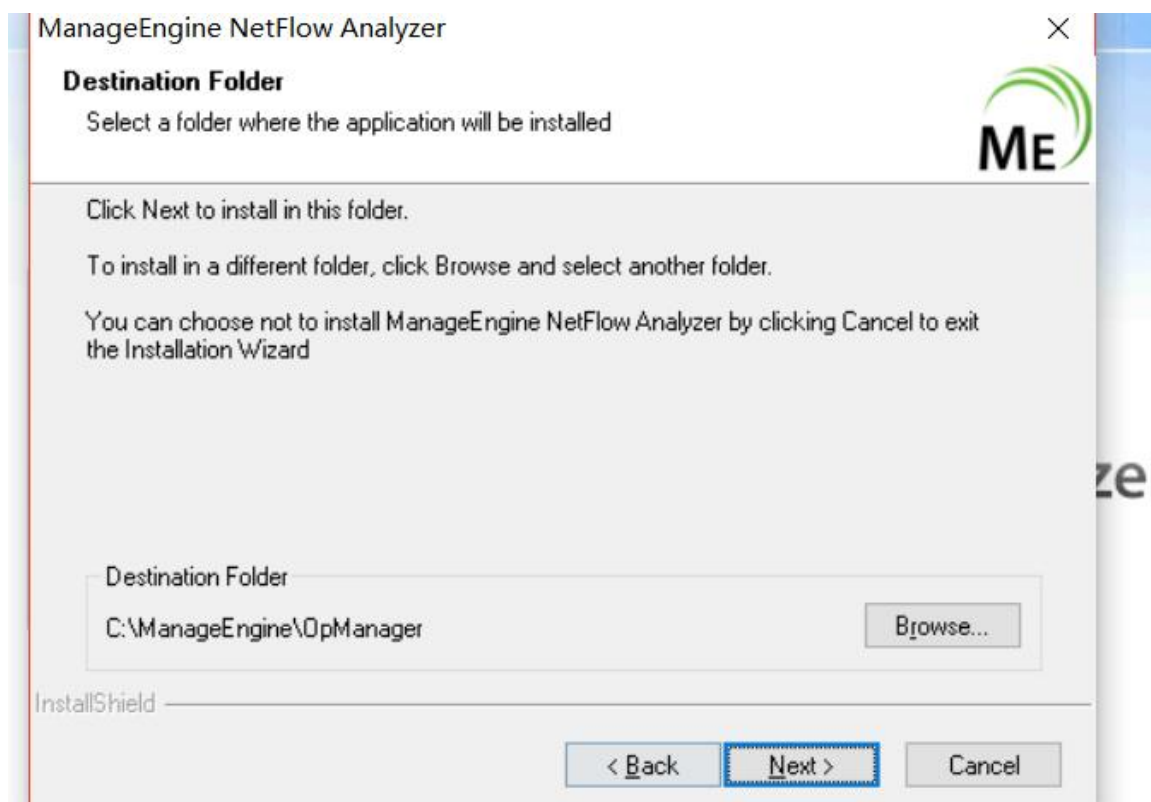 ManageEngine NetFlow Analyzer
Destination Folder
Select a folder where the application will be installed
ME
Click Next to install in this folder.
To install in a different folder, click Browse and select another folder.
You can choose not to install ManageEngine NetFlow Analyzer by clicking Cancel to exit
the Installation Wizard
ze
Destination Folder
C:\ManageEngine\OpManager
Browse...
InstallShield
< Back
Next >
Cancel